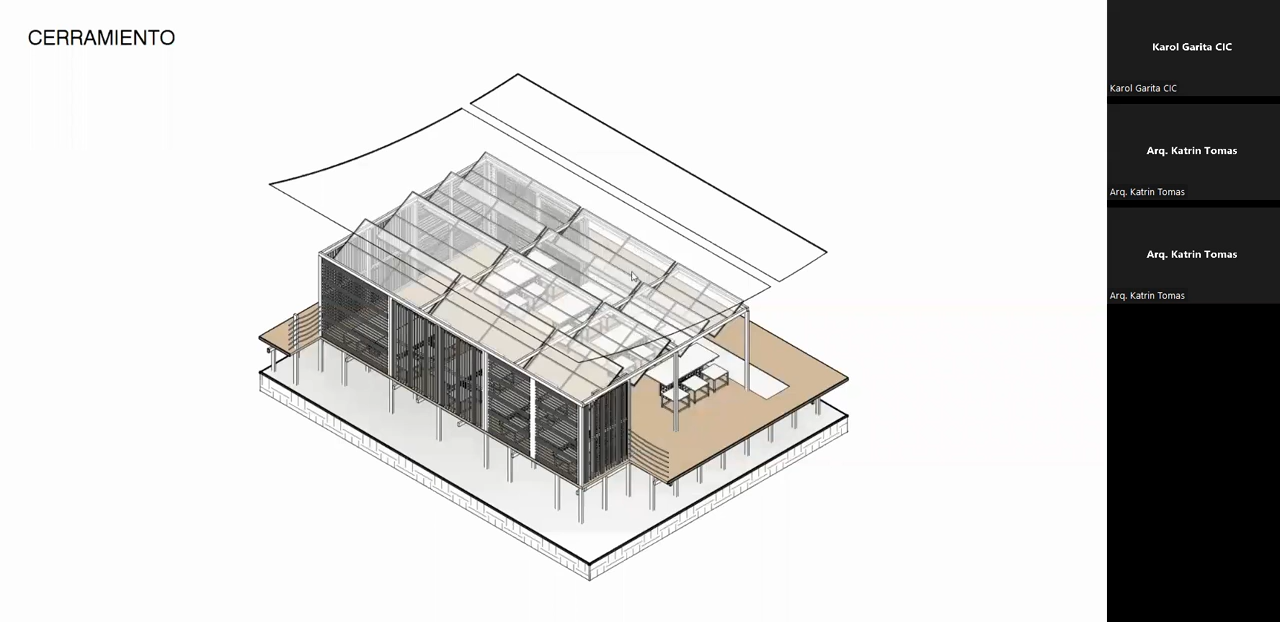 CERRAMIENTO
Karol Garita CIC
Karol Garita CIC
Arq. Katrin Tomas
Arq. Katrin Tomas
Arq. Katrin Tomas
Arq. Katrin Tomas